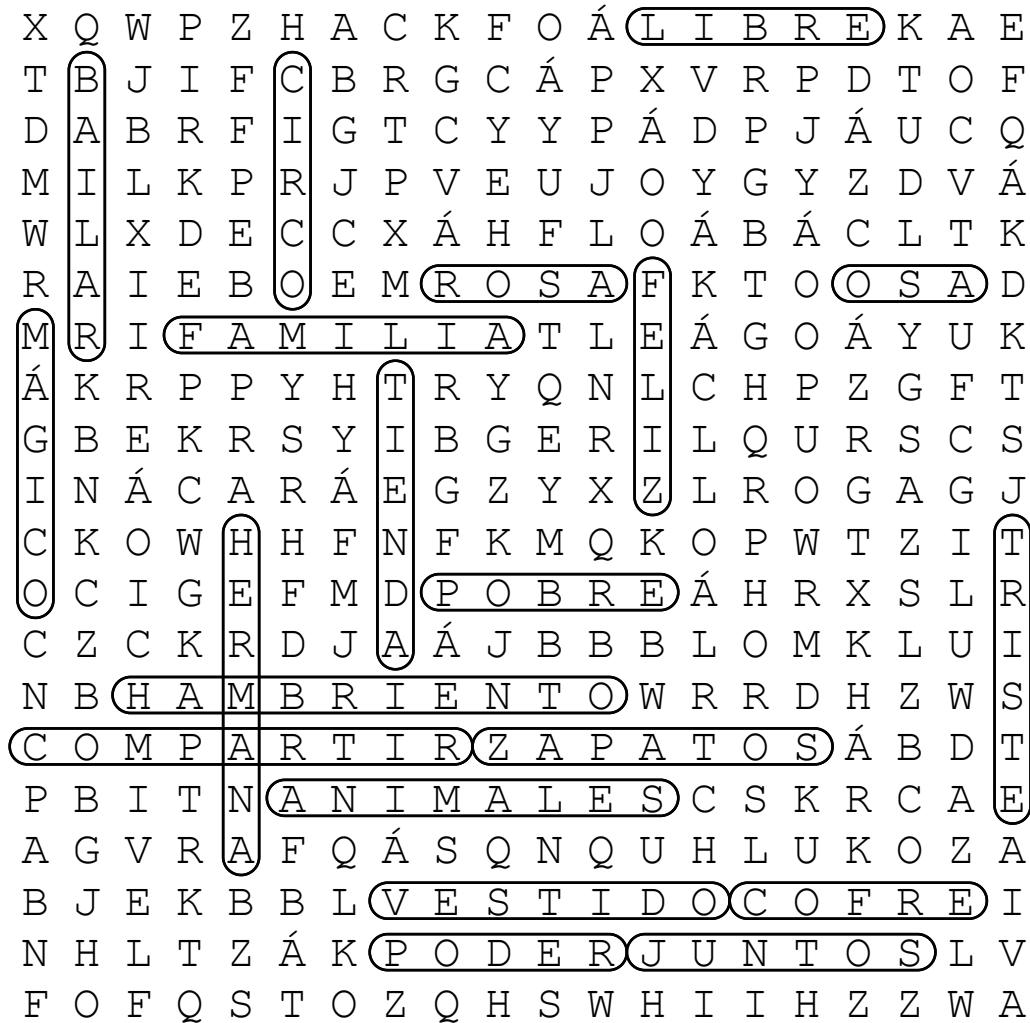 X Q W P Z H A C K F O Á L I B R E K A E
T B J I F C B R G C Á P X V R P D T O F
D A B R F I G T C Y Y P Á D P J Á U C Q
M I L K P R J P V E U J O Y G Y Z D V Á
W L X D E C C X Á H F L O Á B Á C L T K
R A I E B O E M R O S A F K T O O S A D
M R I F A M I L I A T L E Á G O Á Y U K
Á K R P P Y H T R Y Q N L C H P Z G F T
G B E K R S Y I B G E R I L Q U R S C S
I N Á C A R Á E G Z Y X Z L R O G A G J
C K O W H H F N F K M Q K O P W T Z I T
O C I G E F M D P O B R E Á H R X S L R
C Z C K R D J A Á J B B B L O M K L U I
N B H A M B R I E N T O W R R D H Z W S
C O M P A R T I R Z A P A T O S Á B D T
P B I T N A N I M A L E S C S K R C A E
A G V R A F Q Á S Q N Q U H L U K O Z A
B J E K B B L V E S T I D O C O F R E I
N H L T Z Á K P O D E R J U N T O S L V
F O F Q S T O Z Q H S W H I I H Z Z W A